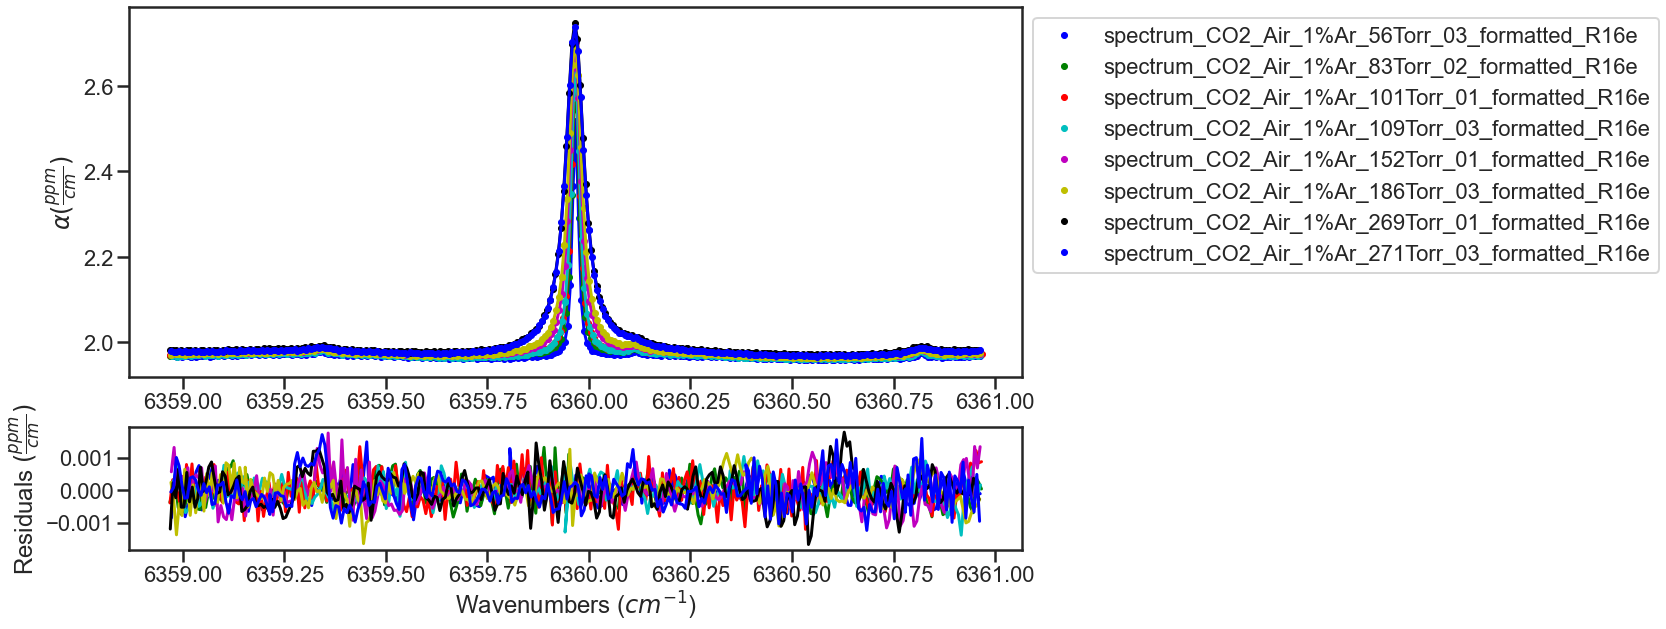 α(ppm/cm)
2.6
2.4
2.2
2.0
6359.00 6359.25 6359.50 6359.75 6360.00 6360.25 6360.50 6360.75 6361.00
spectrum_CO2_Air_1%Ar_56Torr_03_formatted_R16e
spectrum_CO2_Air_1%Ar_83Torr_02_formatted_R16e
spectrum_CO2_Air_1%Ar_101Torr_01_formatted_R16e
spectrum_CO2_Air_1%Ar_109Torr_03_formatted_R16e
spectrum_CO2_Air_1%Ar_152Torr_01_formatted_R16e
spectrum_CO2_Air_1%Ar_186Torr_03_formatted_R16e
spectrum_CO2_Air_1%Ar_269Torr_01_formatted_R16e
spectrum_CO2_Air_1%Ar_271Torr_03_formatted_R16e
Residuals (ppm/cm)
0.001
0.000
−0.001
6359.00 6359.25 6359.50 6359.75 6360.00 6360.25 6360.50 6360.75 6361.00
Wavenumbers (cm⁻¹)